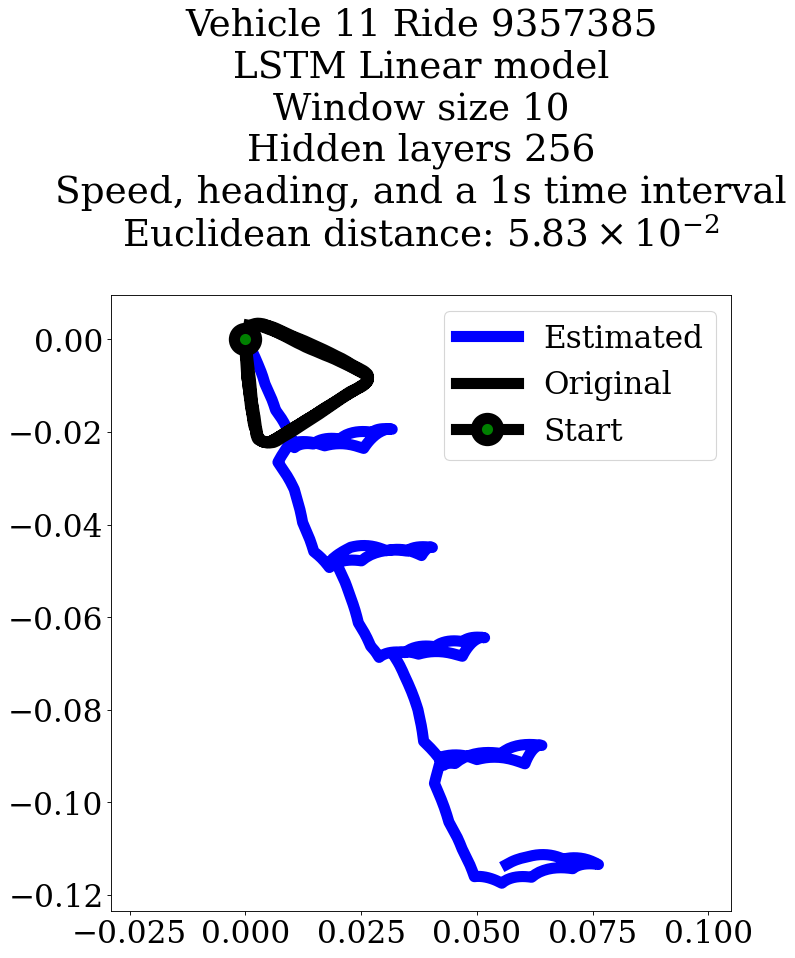 Vehicle 11 Ride 9357385
LSTM Linear model
Window size 10
Hidden layers 256
Speed, heading, and a 1s time interval
Euclidean distance: 5.83 × 10⁻²
Estimated
Original
Start
0.00
−0.02
−0.04
−0.06
−0.08
−0.10
−0.12
−0.025 0.000 0.025 0.050 0.075 0.100